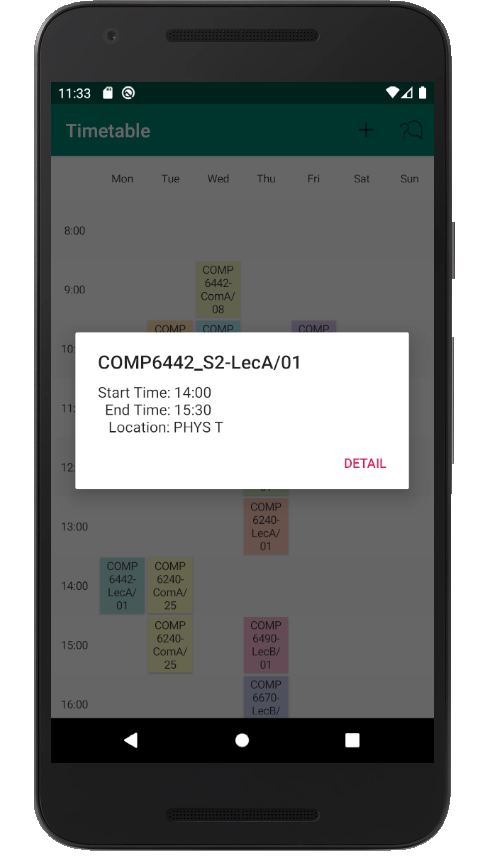 11:33
Timetable
Mon Tue Wed Thu Fri Sat Sun
8:00
9:00
COMP
6442-
ComA/
08
10: COMP COMP COMP
COMP6442_S2-LecA/01
Start Time: 14:00
End Time: 15:30
Location: PHYS T
DETAIL
11:
12:
01
13:00
COMP
6240-
LecA/
01
14:00
COMP
6442-
LecA/
01
COMP
6240-
ComA/
25
15:00
COMP
6240-
ComA/
25
COMP
6490-
LecB/
01
16:00
COMP
6670-
LecB/